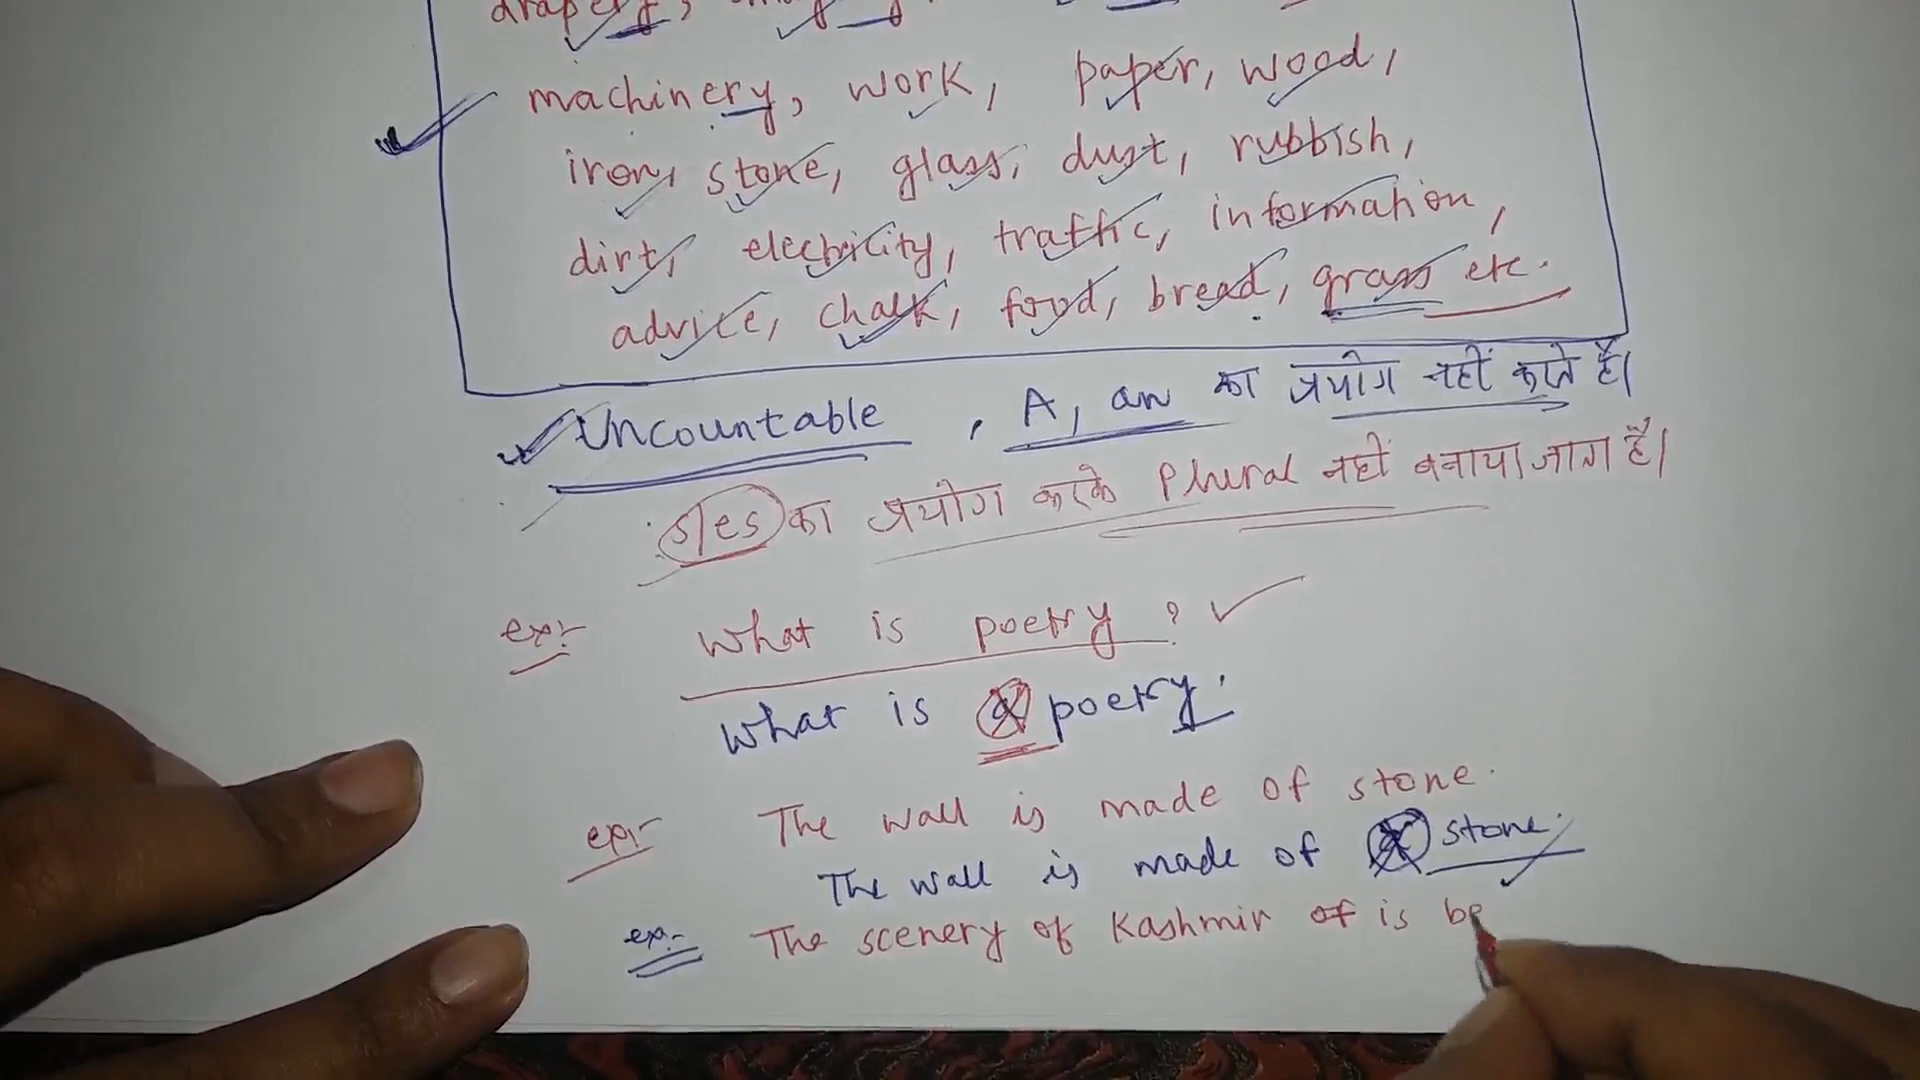 drapery,
machinery, work, paper, wood,
iron, stone, glass, dust, rubbish,
dirt, electricity, traffic, information,
advice, chalk, food, bread, grass etc.
Uncountable, A, an का प्रयोग नहीं करते है।
s/es का प्रयोग करके Plural नहीं बनाया जाता है।
ex:- What is poetry ?
What is a poetry.
ex:- The wall is made of stone.
The wall is made of a stone.
ex:- The scenery of Kashmir of is be